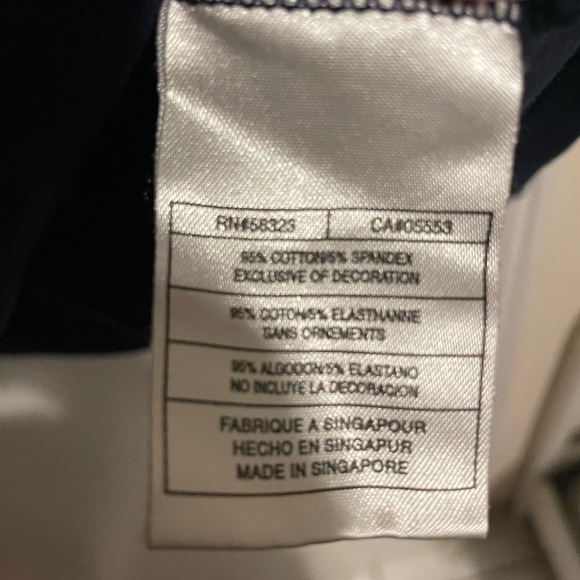 RN#58323
CA#05553
95% COTTON/5% SPANDEX
EXCLUSIVE OF DECORATION
95% COTON/5% ELASTHANNE
SANS ORNEMENTS
95% ALGODON/5% ELASTANO
NO INCLUYE LA DECORACION
FABRIQUE A SINGAPOUR
HECHO EN SINGAPUR
MADE IN SINGAPORE